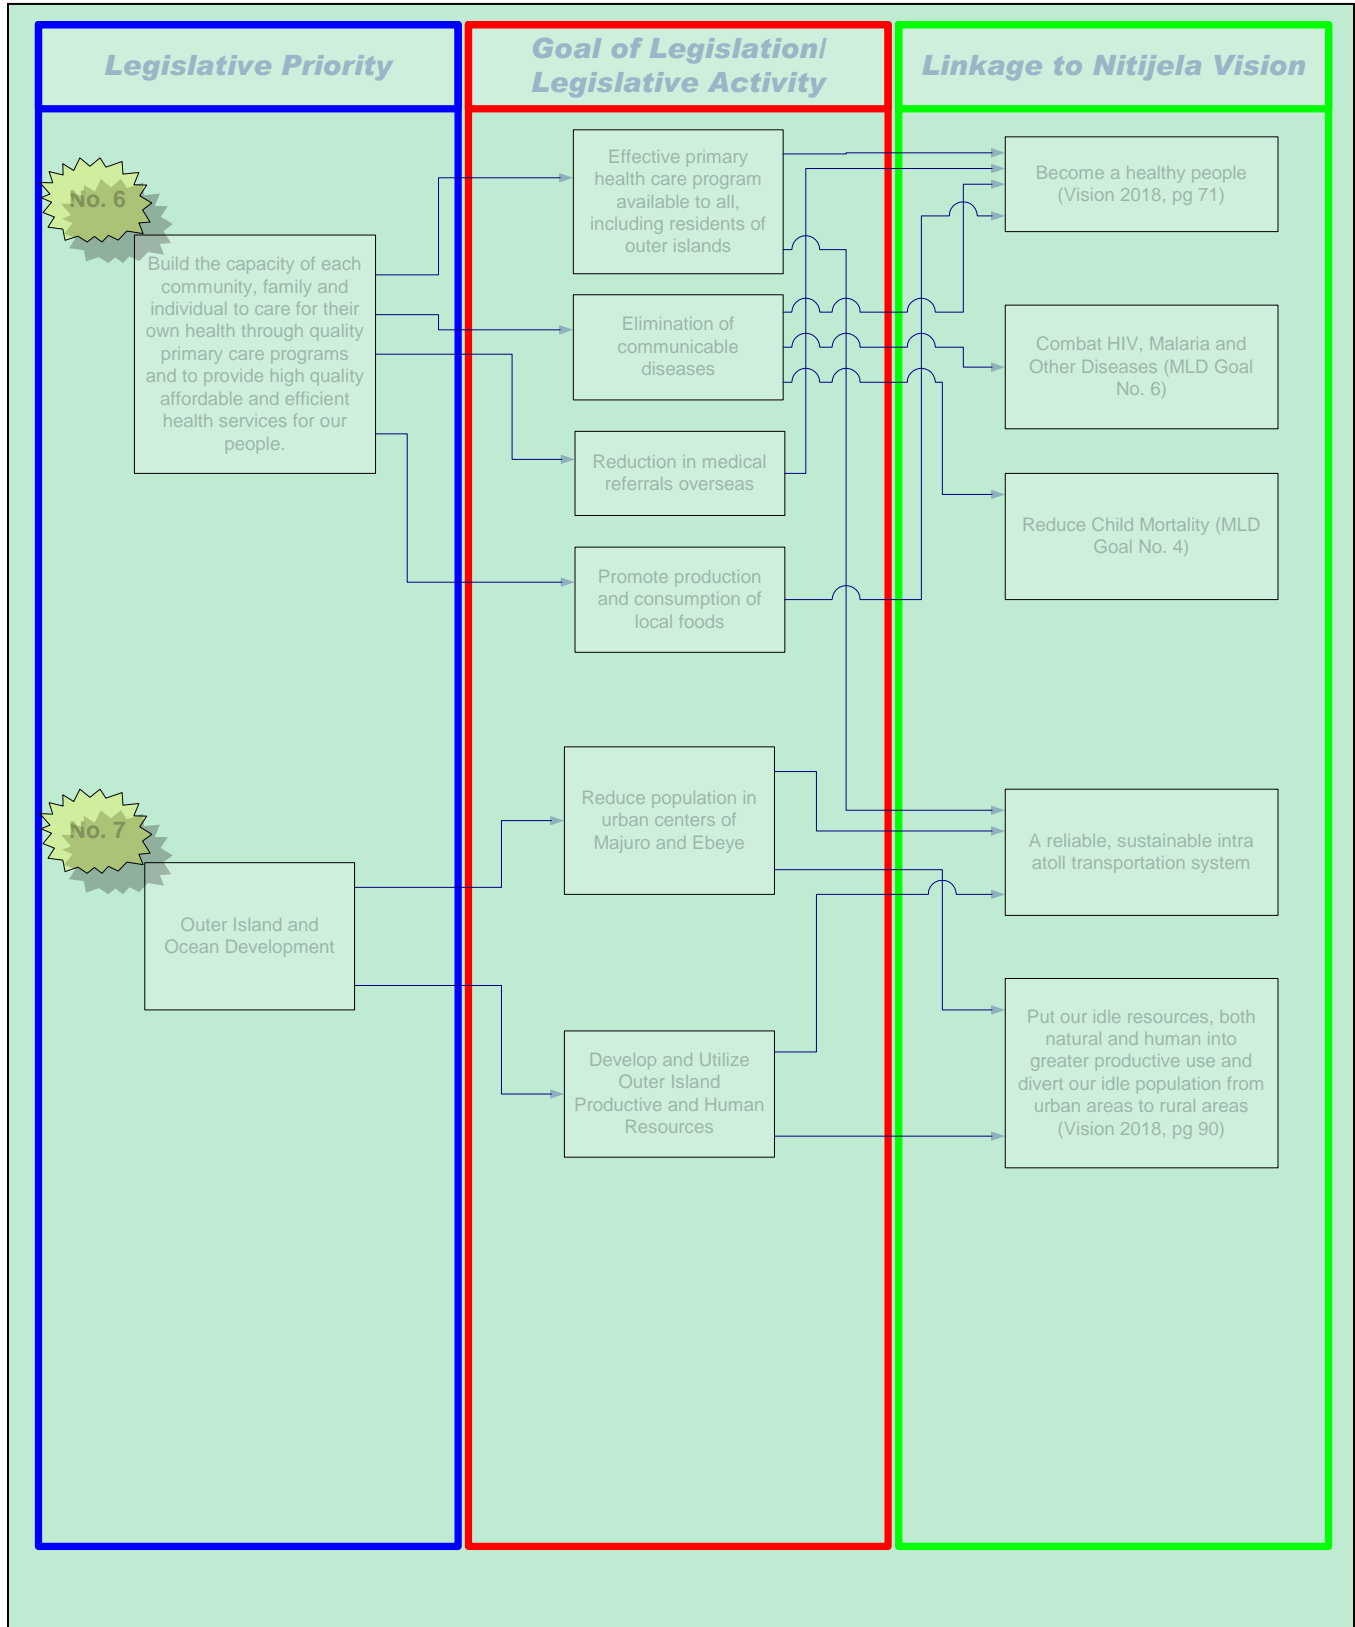 Legislative Priority
Goal of Legislation/
Legislative Activity
Linkage to Nitijela Vision
No. 6
Build the capacity of each
community, family and
individual to care for their
own health through quality
primary care programs
and to provide high quality
affordable and efficient
health services for our
people.
Effective primary
health care program
available to all,
including residents of
outer islands
Elimination of
communicable
diseases
Reduction in medical
referrals overseas
Promote production
and consumption of
local foods
Become a healthy people
(Vision 2018, pg 71)
Combat HIV, Malaria and
Other Diseases (MLD Goal
No. 6)
Reduce Child Mortality (MLD
Goal No. 4)
No. 7
Outer Island and
Ocean Development
Reduce population in
urban centers of
Majuro and Ebeye
Develop and Utilize
Outer Island
Productive and Human
Resources
A reliable, sustainable intra
atoll transportation system
Put our idle resources, both
natural and human into
greater productive use and
divert our idle population from
urban areas to rural areas
(Vision 2018, pg 90)